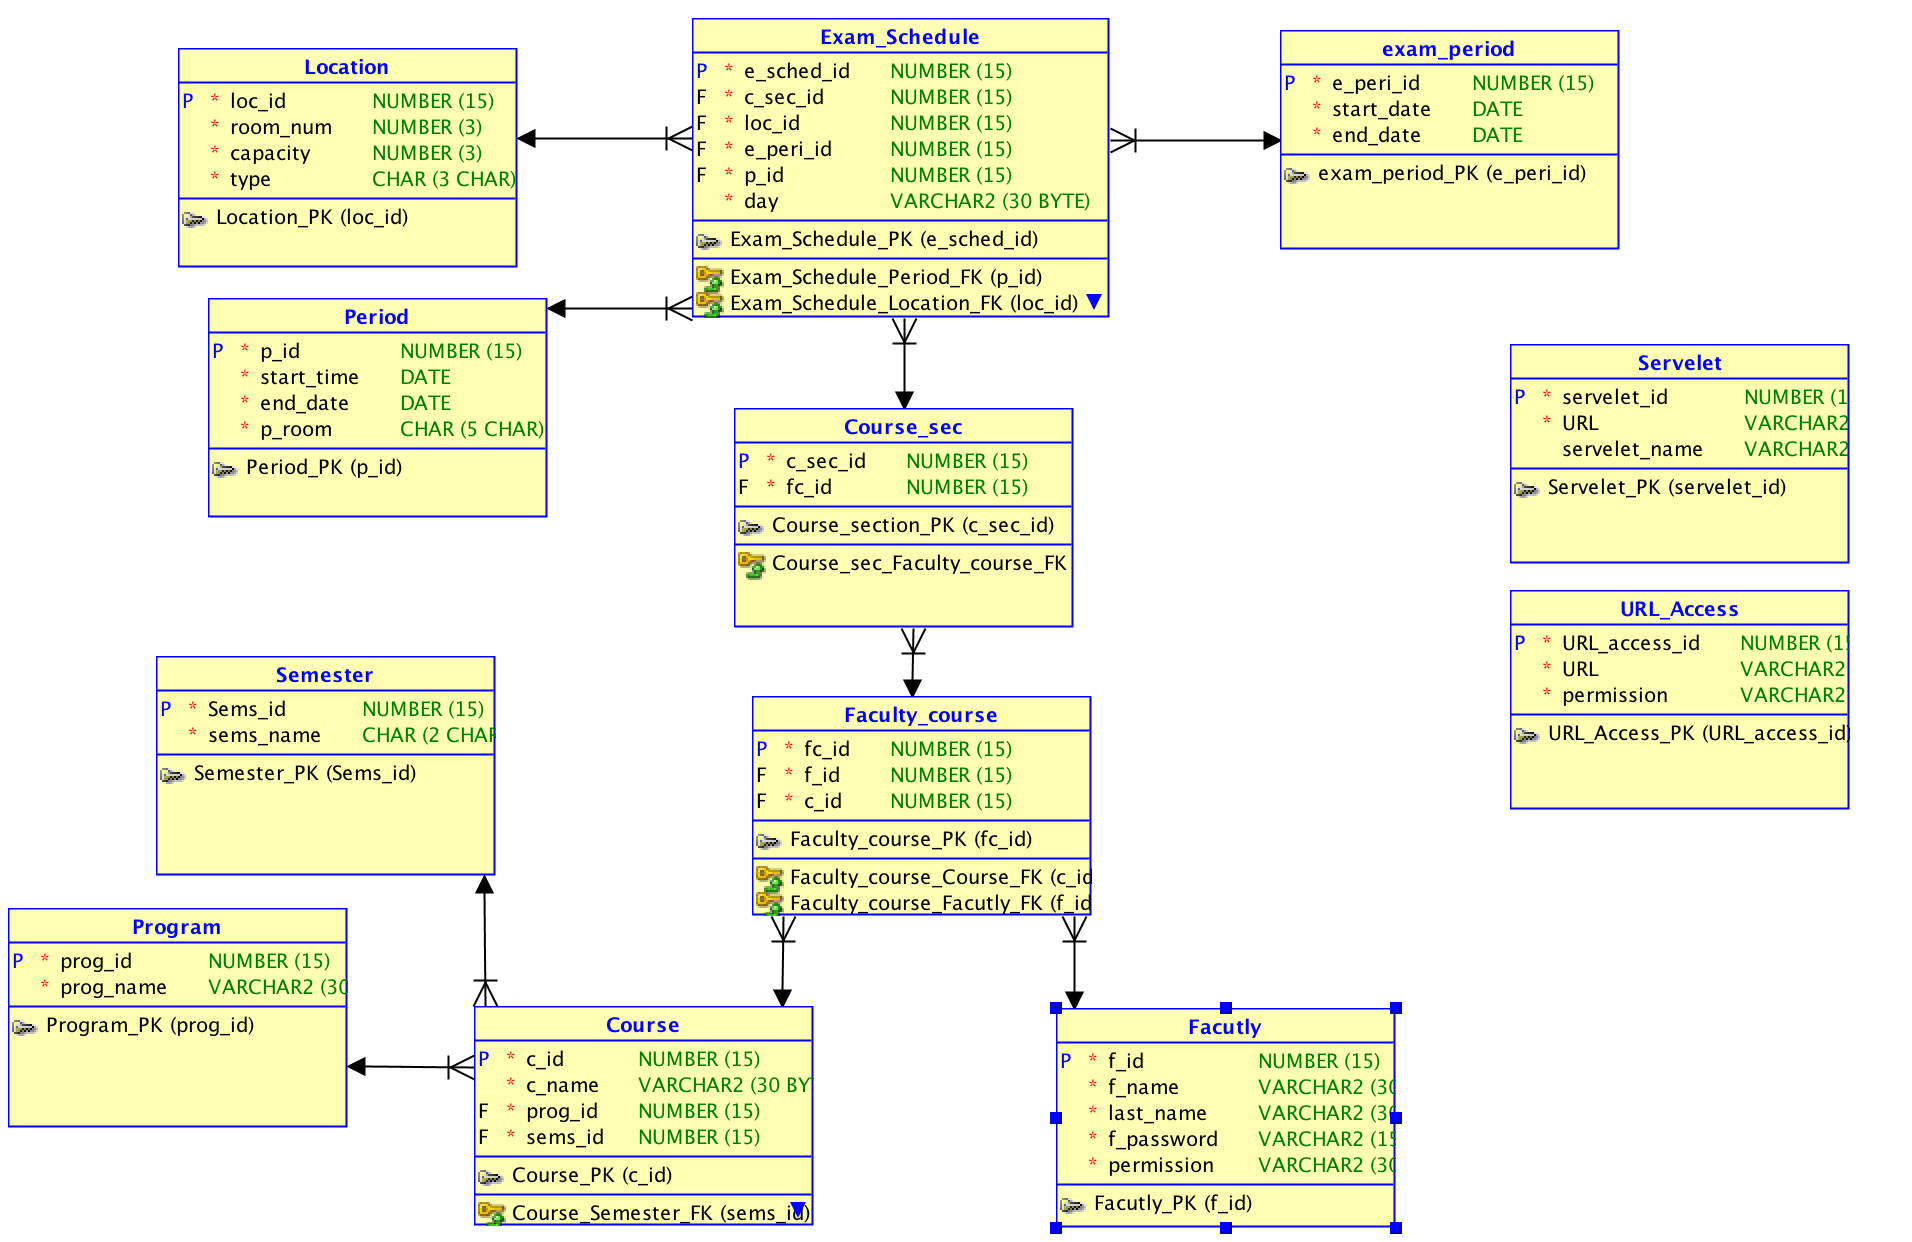 Location
P * loc_id NUMBER (15)
* room_num NUMBER (3)
* capacity NUMBER (3)
* type CHAR (3 CHAR)
Location_PK (loc_id)
Exam_Schedule
P * e_sched_id NUMBER (15)
F * c_sec_id NUMBER (15)
F * loc_id NUMBER (15)
F * e_peri_id NUMBER (15)
F * p_id NUMBER (15)
* day VARCHAR2 (30 BYTE)
Exam_Schedule_PK (e_sched_id)
Exam_Schedule_Period_FK (p_id)
Exam_Schedule_Location_FK (loc_id)
exam_period
P * e_peri_id NUMBER (15)
* start_date DATE
* end_date DATE
exam_period_PK (e_peri_id)
Period
P * p_id NUMBER (15)
* start_time DATE
* end_date DATE
* p_room CHAR (5 CHAR)
Period_PK (p_id)
Servelet
P * servelet_id NUMBER (1
* URL VARCHAR2
servelet_name VARCHAR2
Servelet_PK (servelet_id)
Course_sec
P * c_sec_id NUMBER (15)
F * fc_id NUMBER (15)
Course_section_PK (c_sec_id)
Course_sec_Faculty_course_FK
URL_Access
P * URL_access_id NUMBER (15
* URL VARCHAR2
* permission VARCHAR2
URL_Access_PK (URL_access_id)
Semester
P * Sems_id NUMBER (15)
* sems_name CHAR (2 CHAR
Semester_PK (Sems_id)
Faculty_course
P * fc_id NUMBER (15)
F * f_id NUMBER (15)
F * c_id NUMBER (15)
Faculty_course_PK (fc_id)
Faculty_course_Course_FK (c_id
Faculty_course_Facutly_FK (f_id
Program
P * prog_id NUMBER (15)
* prog_name VARCHAR2 (30
Program_PK (prog_id)
Course
P * c_id NUMBER (15)
* c_name VARCHAR2 (30 BY
F * prog_id NUMBER (15)
F * sems_id NUMBER (15)
Course_PK (c_id)
Course_Semester_FK (sems_id)
Facutly
P * f_id NUMBER (15)
* f_name VARCHAR2 (30
* last_name VARCHAR2 (30
* f_password VARCHAR2 (15
* permission VARCHAR2 (30
Facutly_PK (f_id)